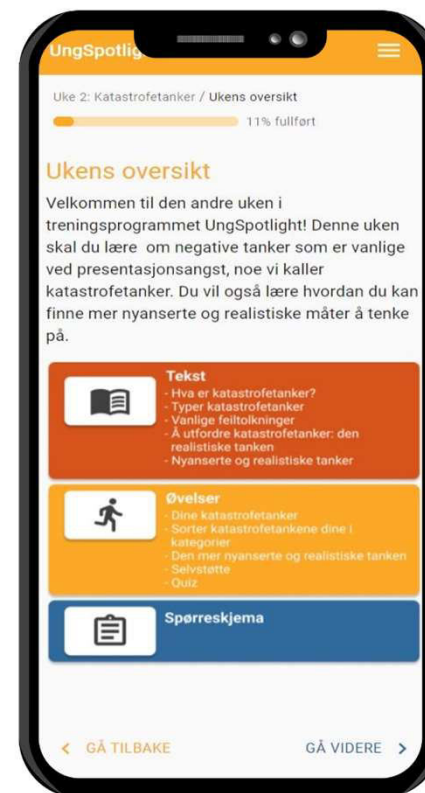 UngSpotlig
Uke 2: Katastrofetanker / Ukens oversikt
11% fullført
Ukens oversikt
Velkommen til den andre uken i
treningsprogrammet UngSpotlight! Denne uken
skal du lære om negative tanker som er vanlige
ved presentasjonsangst, noe vi kaller
katastrofetanker. Du vil også lære hvordan du kan
finne mer nyanserte og realistiske måter å tenke
på.
Tekst
- Hva er katastrofetanker?
- Typer katastrofetanker
- Vanlige feiltolkninger
- Å utfordre katastrofetanker: den
realistiske tanken
- Nyanserte og realistiske tanker
Øvelser
- Dine katastrofetanker
- Sorter katastrofetankene dine i
kategorier
- Den mer nyanserte og realistiske tanken
- Selvstøtte
- Quiz
Spørreskjema
< GÅ TILBAKE
GÅ VIDERE >